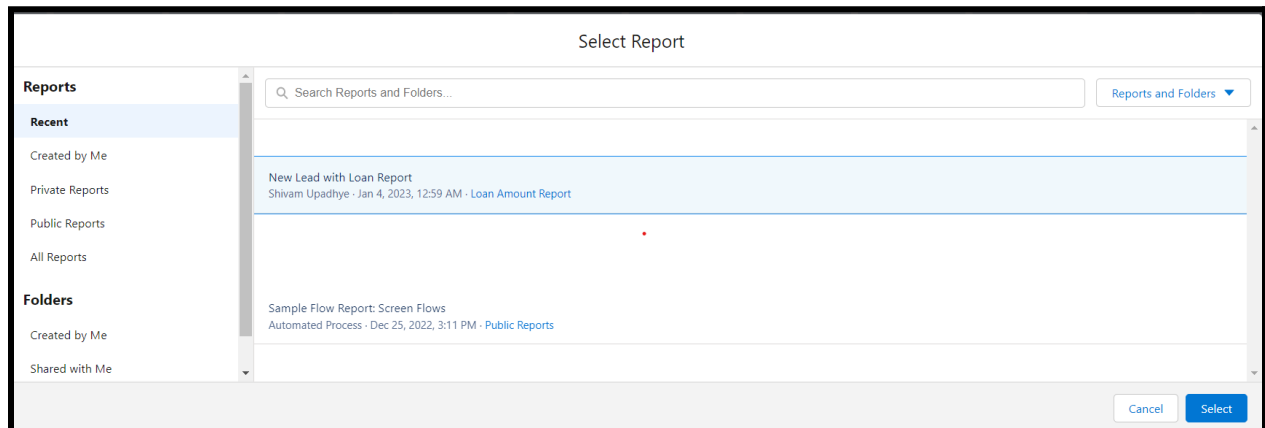 Select Report
Reports
Recent
Created by Me
Private Reports
Public Reports
All Reports
Folders
Created by Me
Shared with Me
Search Reports and Folders...
Reports and Folders
New Lead with Loan Report
Shivam Upadhye · Jan 4, 2023, 12:59 AM · Loan Amount Report
Sample Flow Report: Screen Flows
Automated Process · Dec 25, 2022, 3:11 PM · Public Reports
Cancel
Select